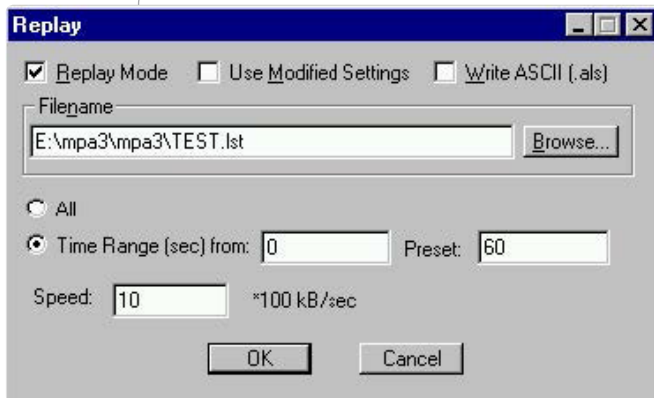 Replay
Replay Mode Use Modified Settings Write ASCII (.als)
Filename
E:\mpa3\mpa3\TEST.lst Browse...
All
Time Range (sec) from: 0 Preset: 60
Speed: 10 *100 kB/sec
OK Cancel